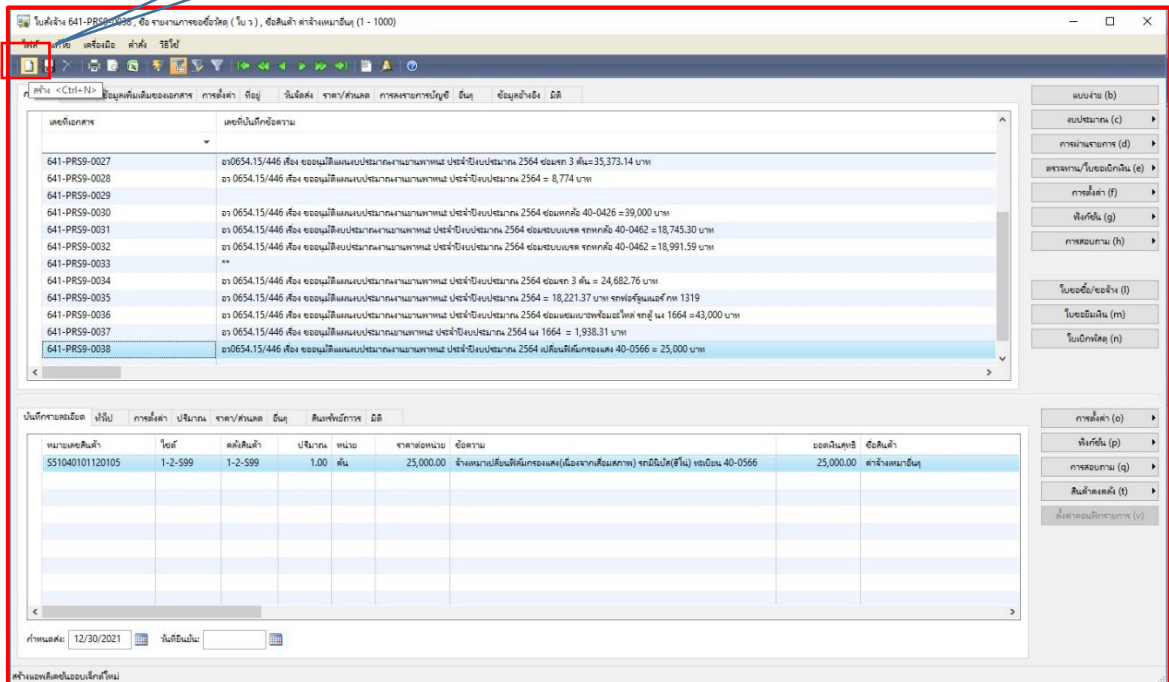 ใบสั่งจ้าง 641-PRS9-0038 , ชื่อ รายงานการขอซื้อวัสดุ ( ใบ ว ) , ชื่อสินค้า ค่าจ้างเหมาอื่นๆ (1 - 1000)
ไฟล์ แก้ไข เครื่องมือ คำสั่ง วิธีใช้
สร้าง <Ctrl+N>
ข้อมูลเพิ่มเติมของเอกสาร การตั้งค่า ที่อยู่ วันจัดส่ง ราคา/ส่วนลด การลงรายการบัญชี อื่นๆ ข้อมูลอ้างอิง มิติ
แบบง่าย (b)
เลขที่เอกสาร เลขที่บันทึกข้อความ
งบประมาณ (c)
การผ่านรายการ (d)
641-PRS9-0027 อว0654.15/446 เรื่อง ขออนุมัติแผนงบประมาณงานยานพาหนะ ประจำปีงบประมาณ 2564 ซ่อมรถ 3 คัน=35,373.14 บาท
ตรวจทาน/ใบขอเบิกเงิน (e)
641-PRS9-0028 อว 0654.15/446 เรื่อง ขออนุมัติแผนงบประมาณงานยานพาหนะ ประจำปีงบประมาณ 2564 = 8,774 บาท
641-PRS9-0029
การตั้งค่า (f)
641-PRS9-0030 อว 0654.15/446 เรื่อง ขออนุมัติแผนงบประมาณงานยานพาหนะ ประจำปีงบประมาณ 2564 ซ่อมหกล้อ 40-0426 =39,000 บาท
ฟังก์ชั่น (g)
641-PRS9-0031 อว 0654.15/446 เรื่อง ขออนุมัติแผนงบประมาณงานยานพาหนะ ประจำปีงบประมาณ 2564 ซ่อมระบบเบรค รถหกล้อ 40-0462 =18,745.30 บาท
641-PRS9-0032 อว 0654.15/446 เรื่อง ขออนุมัติแผนงบประมาณงานยานพาหนะ ประจำปีงบประมาณ 2564 ซ่อมระบบเบรค รถหกล้อ 40-0462 =18,991.59 บาท
การสอบถาม (h)
641-PRS9-0033 **
641-PRS9-0034 อว 0654.15/446 เรื่อง ขออนุมัติแผนงบประมาณงานยานพาหนะ ประจำปีงบประมาณ 2564 ซ่อมรถ 3 คัน = 24,682.76 บาท
ใบขอซื้อ/ขอจ้าง (l)
641-PRS9-0035 อว 0654.15/446 เรื่อง ขออนุมัติแผนงบประมาณงานยานพาหนะ ประจำปีงบประมาณ 2564 = 18,221.37 บาท รถฟอร์จูนเนอร์ กท 1319
641-PRS9-0036 อว 0654.15/446 เรื่อง ขออนุมัติแผนงบประมาณงานยานพาหนะ ประจำปีงบประมาณ 2564 ซ่อมแซมเบาะพร้อมอะไหล่ รถตู้ นง 1664 =43,000 บาท
ใบขอยืมเงิน (m)
641-PRS9-0037 อว 0654.15/446 เรื่อง ขออนุมัติแผนงบประมาณงานยานพาหนะ ประจำปีงบประมาณ 2564 นง 1664 = 1,938.31 บาท
ใบเบิกพัสดุ (n)
641-PRS9-0038 อว0654.15/446 เรื่อง ขออนุมัติแผนงบประมาณงานยานพาหนะ ประจำปีงบประมาณ 2564 เปลี่ยนฟิล์มกรองแสง 40-0566 = 25,000 บาท
บันทึกรายละเอียด ทั่วไป การตั้งค่า ปริมาณ ราคา/ส่วนลด อื่นๆ สินทรัพย์ถาวร มิติ
การตั้งค่า (o)
หมายเลขสินค้า ไซต์ คลังสินค้า ปริมาณ หน่วย ราคาต่อหน่วย ข้อความ ยอดเงินสุทธิ ชื่อสินค้า
ฟังก์ชั่น (p)
S51040101120105 1-2-S99 1-2-S99 1.00 คัน 25,000.00 จ้างเหมาเปลี่ยนฟิล์มกรองแสง(เนื่องจากเสื่อมสภาพ) รถมินิบัส(ฮีโน่) ทะเบียน 40-0566 25,000.00 ค่าจ้างเหมาอื่นๆ
การสอบถาม (q)
สินค้าคงคลัง (t)
ตั้งค่าคอนฟิกรายการ (v)
กำหนดส่ง: 12/30/2021 วันที่ยืนยัน:
สร้างแอพลิเคชันออบเจ็กต์ใหม่